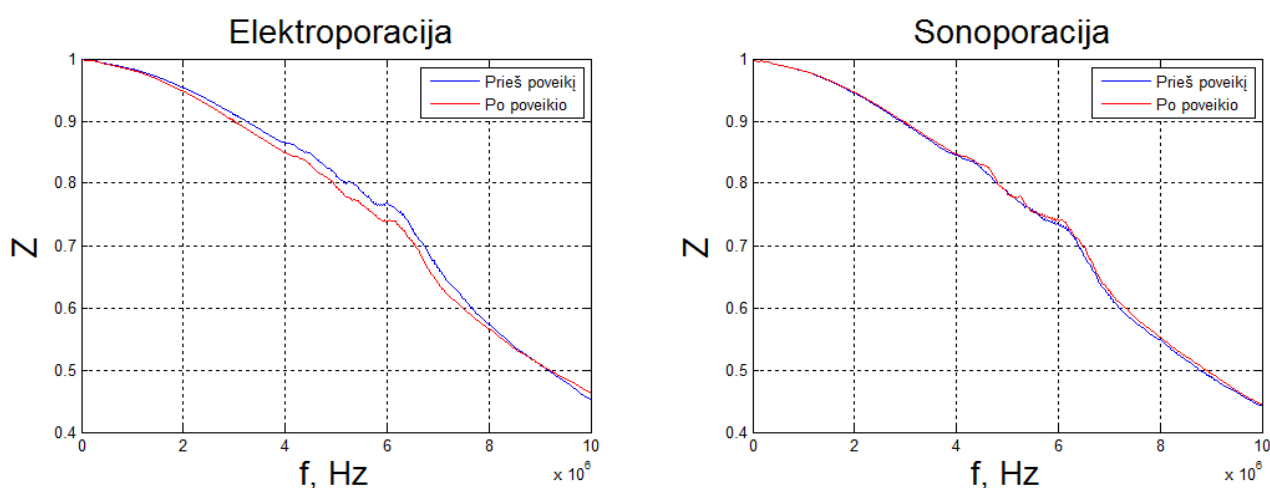 Elektroporacija
Prieš poveikį
Po poveikio
1
0.9
0.8
0.7
0.6
0.5
0.4
Z
0 2 4 6 8 10
x 10^6
f, Hz
Sonoporacija
Prieš poveikį
Po poveikio
1
0.9
0.8
0.7
0.6
0.5
0.4
Z
0 2 4 6 8 10
x 10^6
f, Hz